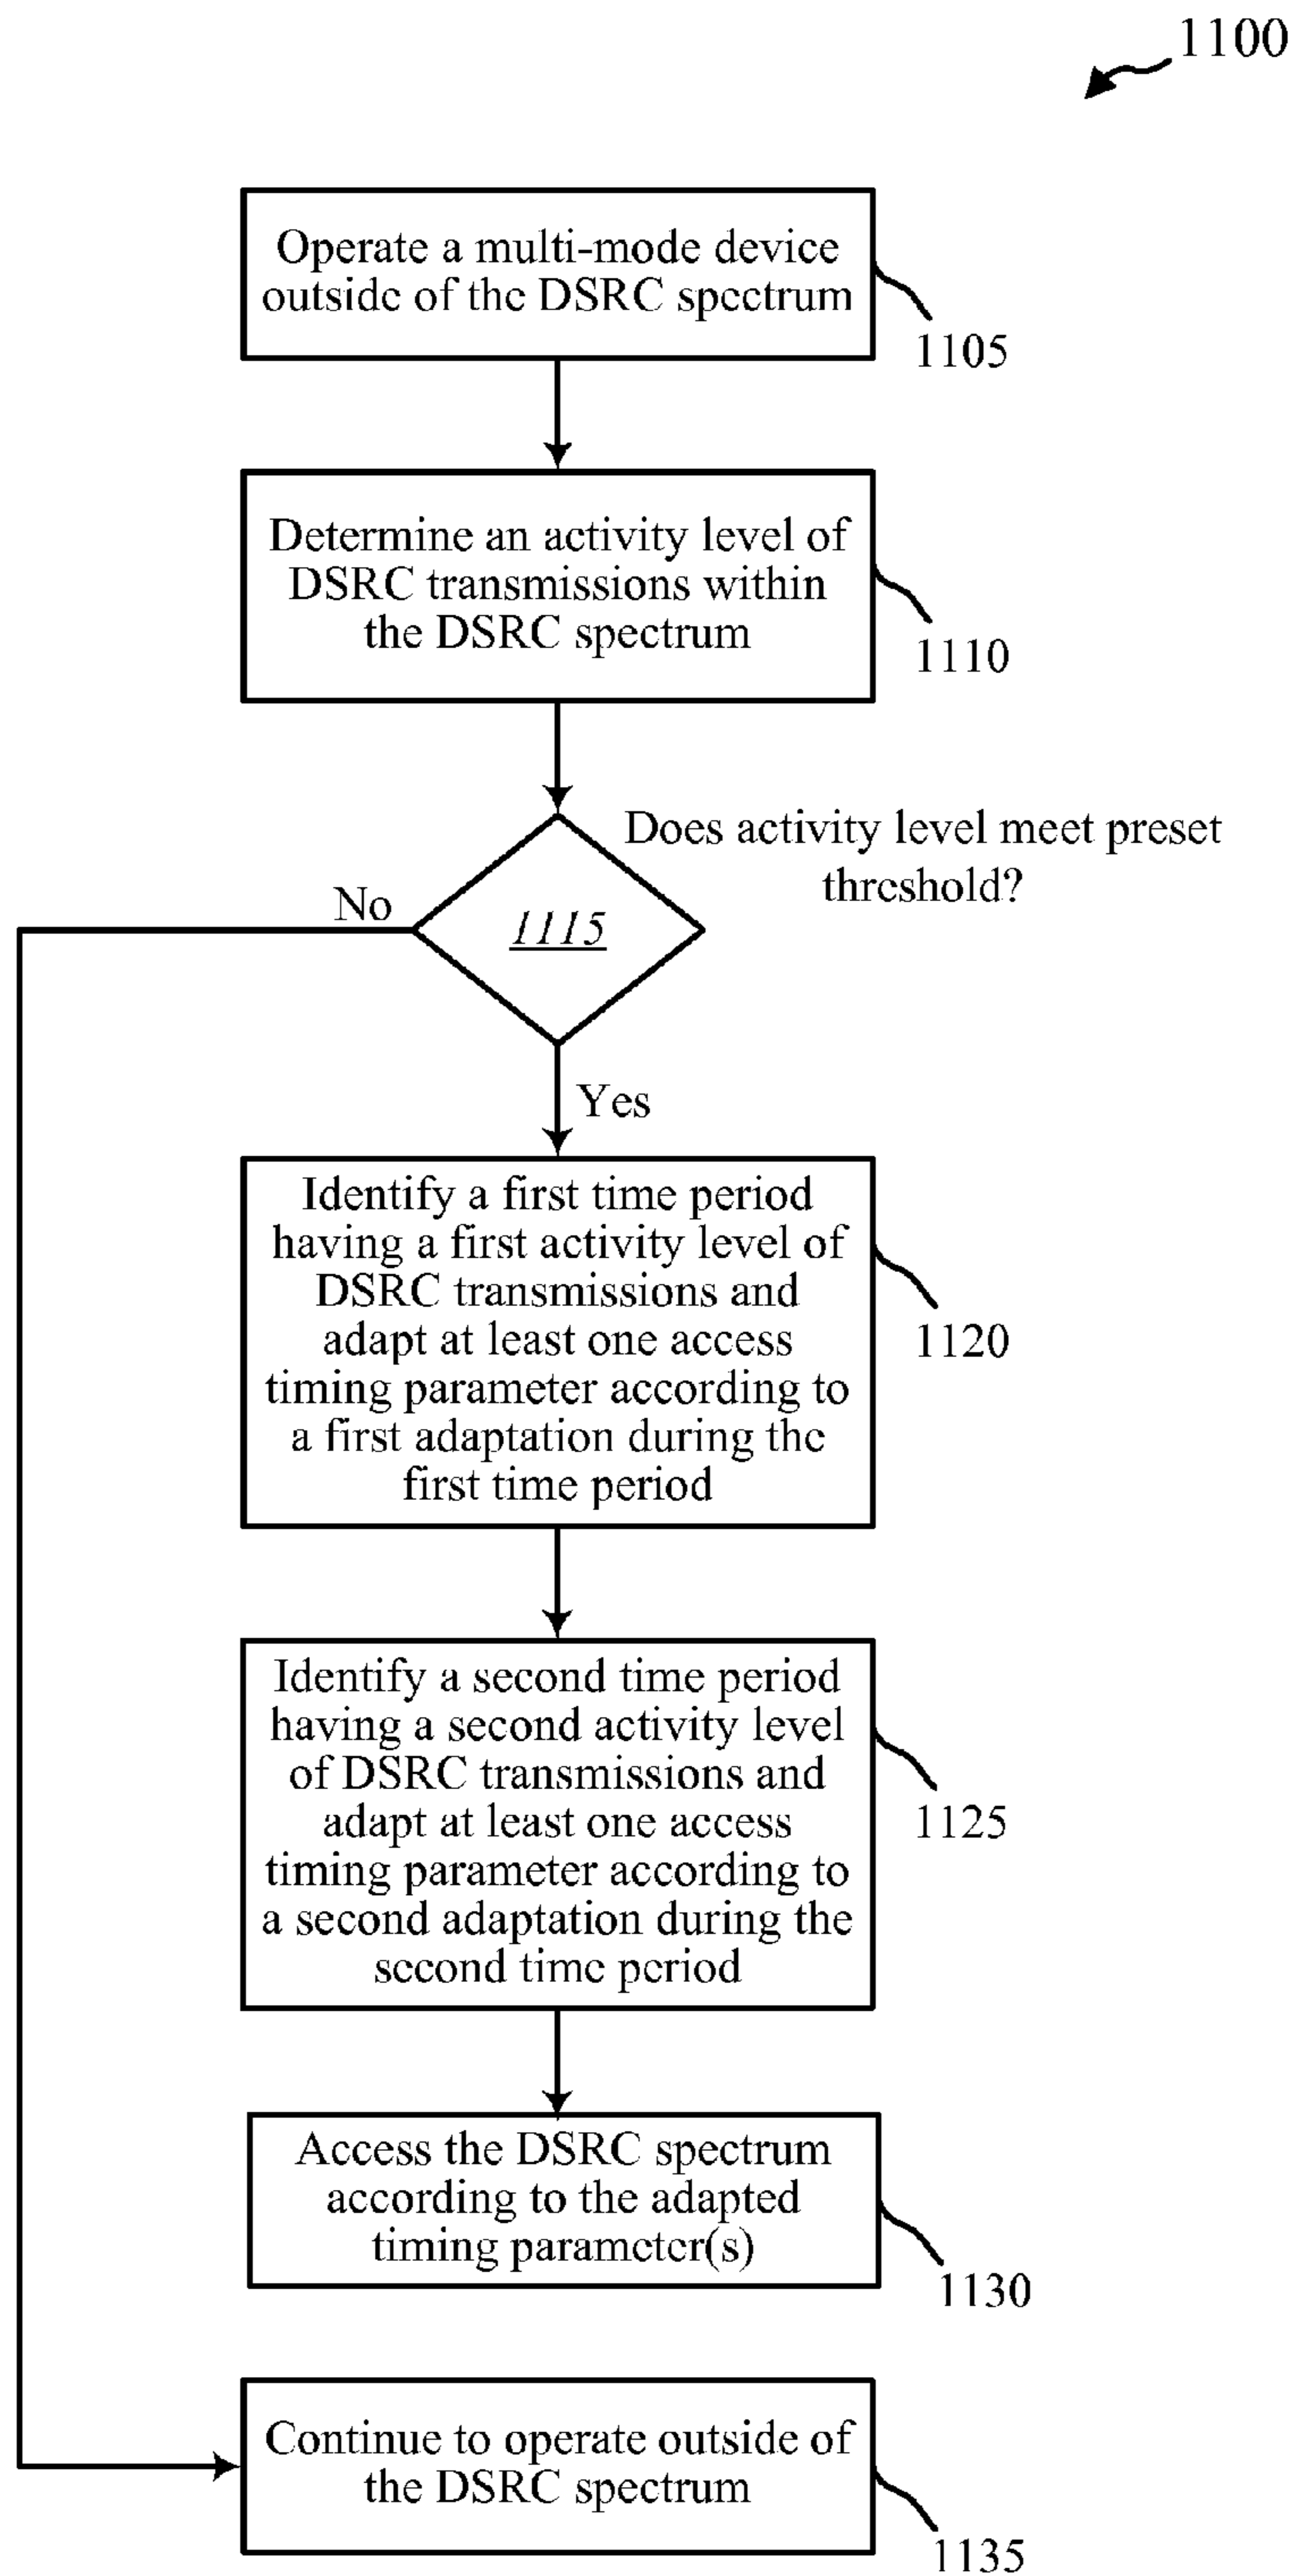 1100
Operate a multi-mode device
outside of the DSRC spectrum
1105
Determine an activity level of
DSRC transmissions within
the DSRC spectrum
1110
Does activity level meet preset
threshold?
No
1115
Yes
Identify a first time period
having a first activity level of
DSRC transmissions and
adapt at least one access
timing parameter according to
a first adaptation during the
first time period
1120
Identify a second time period
having a second activity level
of DSRC transmissions and
adapt at least one access
timing parameter according to
a second adaptation during the
second time period
1125
Access the DSRC spectrum
according to the adapted
timing parameter(s)
1130
Continue to operate outside of
the DSRC spectrum
1135